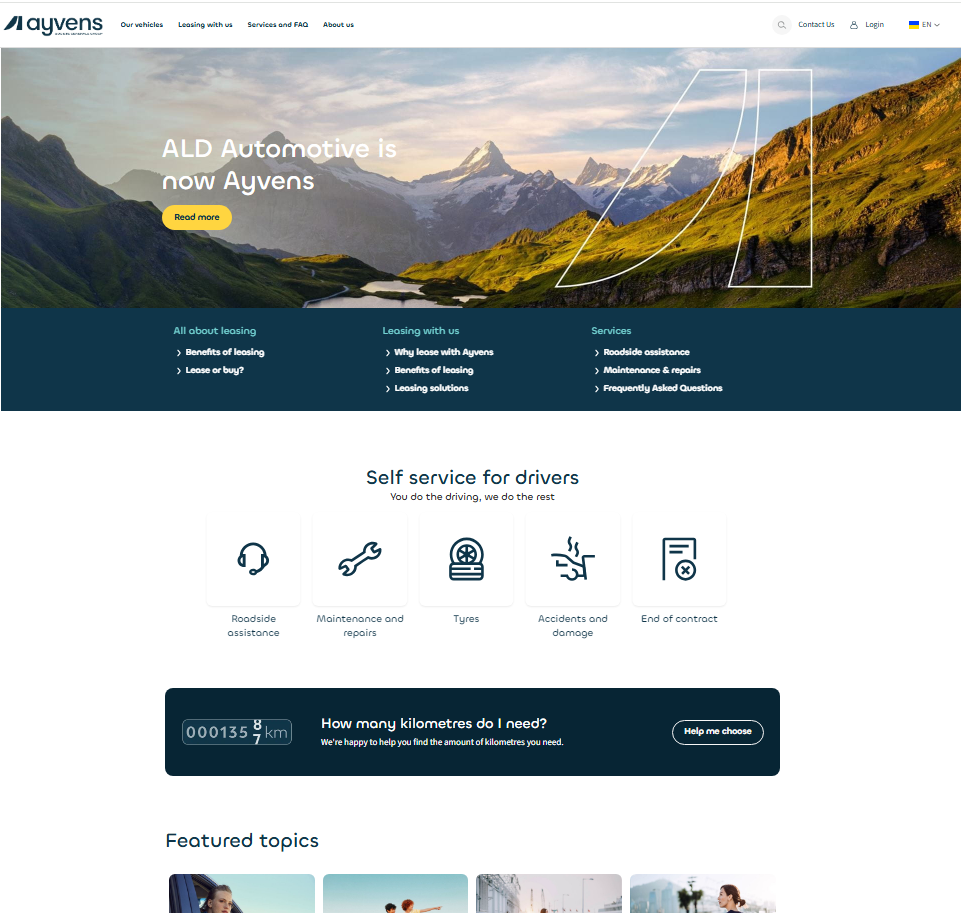 ayvens
Our vehicles
Leasing with us
Services and FAQ
About us
Contact Us
Login
EN
ALD Automotive is
now Ayvens
Read more
All about leasing
Benefits of leasing
Lease or buy?
Leasing with us
Why lease with Ayvens
Benefits of leasing
Leasing solutions
Services
Roadside assistance
Maintenance & repairs
Frequently Asked Questions
Self service for drivers
You do the driving, we do the rest
Roadside
assistance
Maintenance and
repairs
Tyres
Accidents and
damage
End of contract
000135 8 km
7
How many kilometres do I need?
We're happy to help you find the amount of kilometres you need.
Help me choose
Featured topics